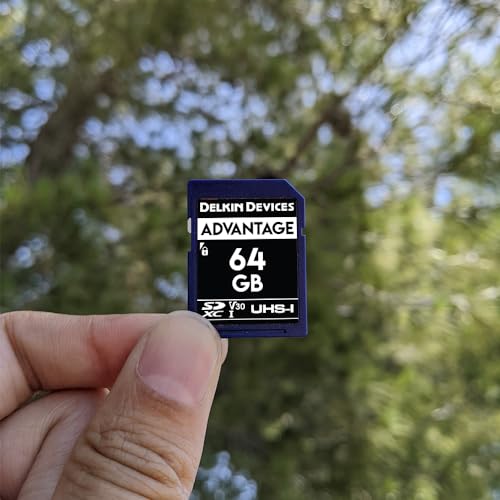 DELKIN DEVICES
ADVANTAGE
64
GB
SD XC V30 I UHS-I